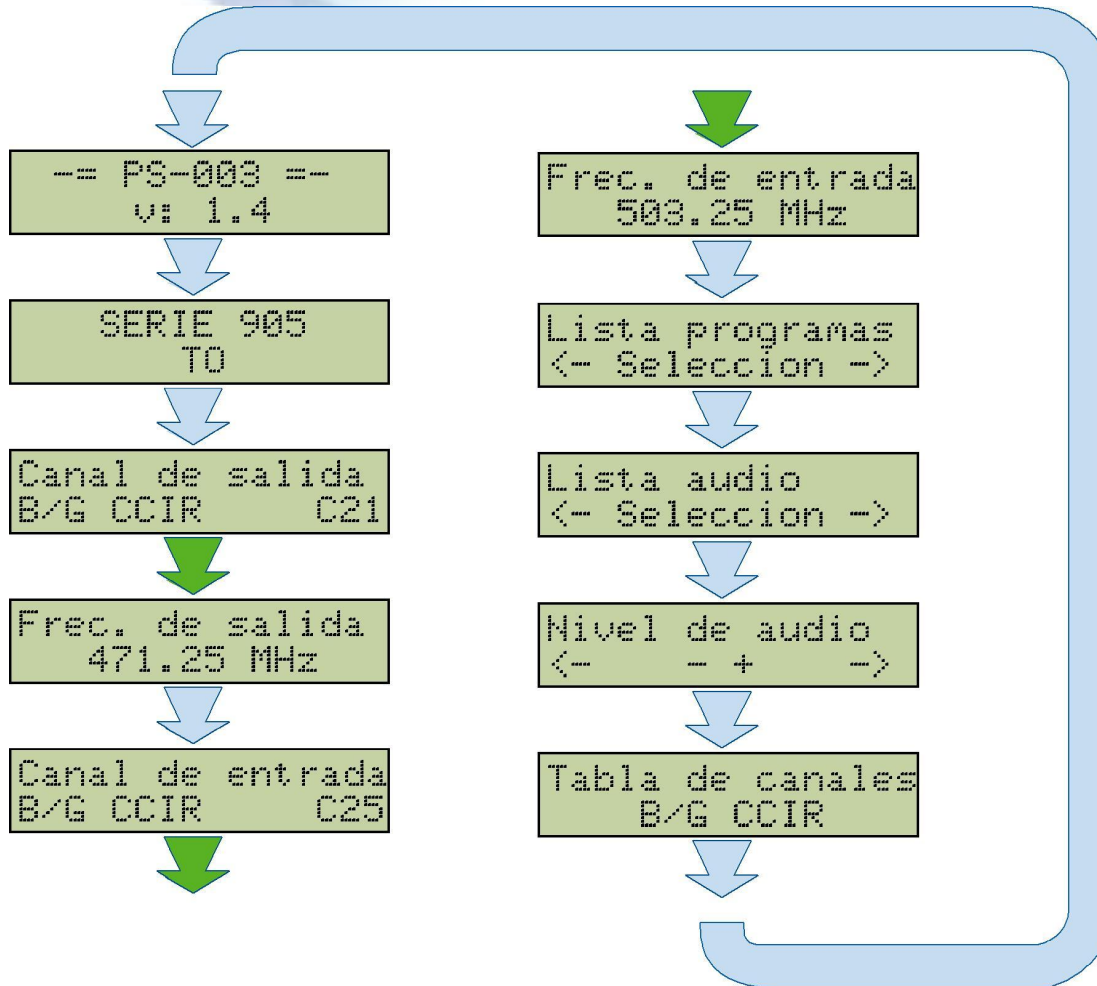 -= PS-003 =-
v: 1.4
SERIE 905
TO
Canal de salida
B/G CCIR C21
Frec. de salida
471.25 MHz
Canal de entrada
B/G CCIR C25
Frec. de entrada
503.25 MHz
Lista programas
<- Seleccion ->
Lista audio
<- Seleccion ->
Nivel de audio
<- - + ->
Tabla de canales
B/G CCIR